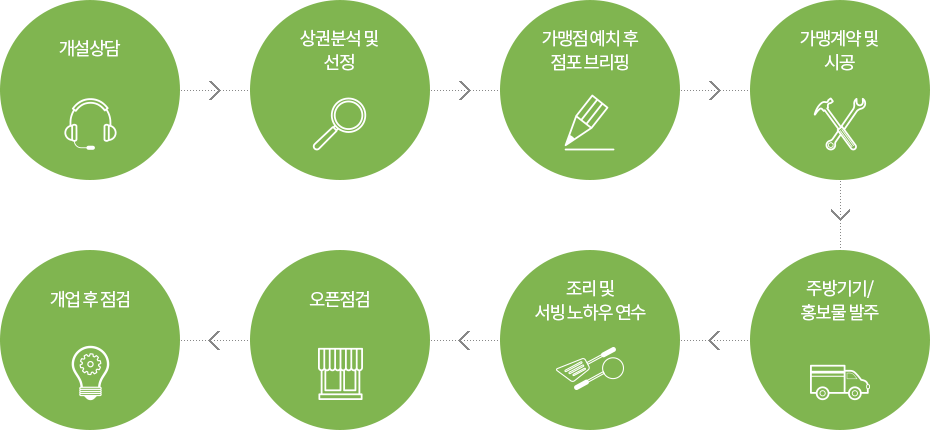 개설상담
상권분석 및
선정
가맹점 예치 후
점포 브리핑
가맹계약 및
시공
주방기기/
홍보물 발주
조리 및
서빙 노하우 연수
오픈점검
개업 후 점검